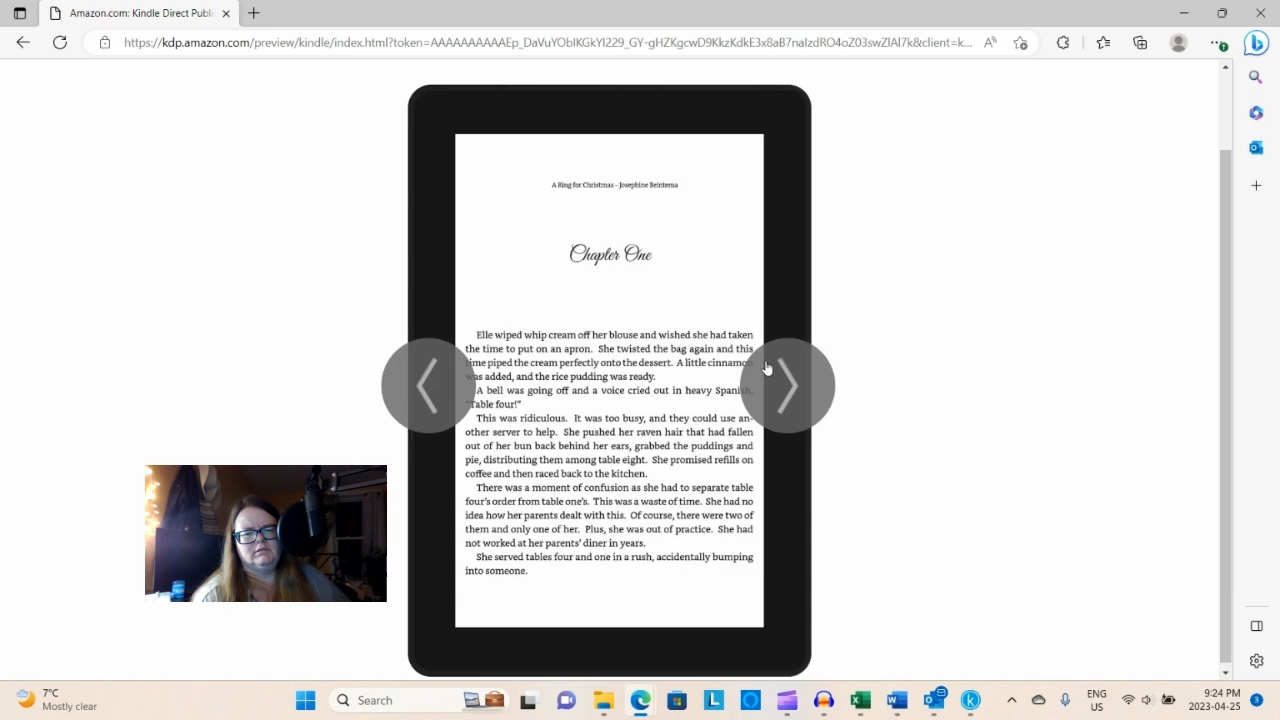 Amazon.com: Kindle Direct Publi
https://kdp.amazon.com/preview/kindle/index.html?token=AAAAAAAAAAEp_DaVuYObIKGkYI229_GY-gHZKgcwD9KkzKdkE3x8aB7naIzdRO4oZ03swZlAl7k&client=k...
A Ring for Christmas – Josephine Beintema
Chapter One
Elle wiped whip cream off her blouse and wished she had taken
the time to put on an apron. She twisted the bag again and this
time piped the cream perfectly onto the dessert. A little cinnamon
was added, and the rice pudding was ready.
A bell was going off and a voice cried out in heavy Spanish,
“Table four!”
This was ridiculous. It was too busy, and they could use an-
other server to help. She pushed her raven hair that had fallen
out of her bun back behind her ears, grabbed the puddings and
pie, distributing them among table eight. She promised refills on
coffee and then raced back to the kitchen.
There was a moment of confusion as she had to separate table
four’s order from table one’s. This was a waste of time. She had no
idea how her parents dealt with this. Of course, there were two of
them and only one of her. Plus, she was out of practice. She had
not worked at her parents’ diner in years.
She served tables four and one in a rush, accidentally bumping
into someone.
7°C
Mostly clear
Search
ENG
US
9:24 PM
2023-04-25
3